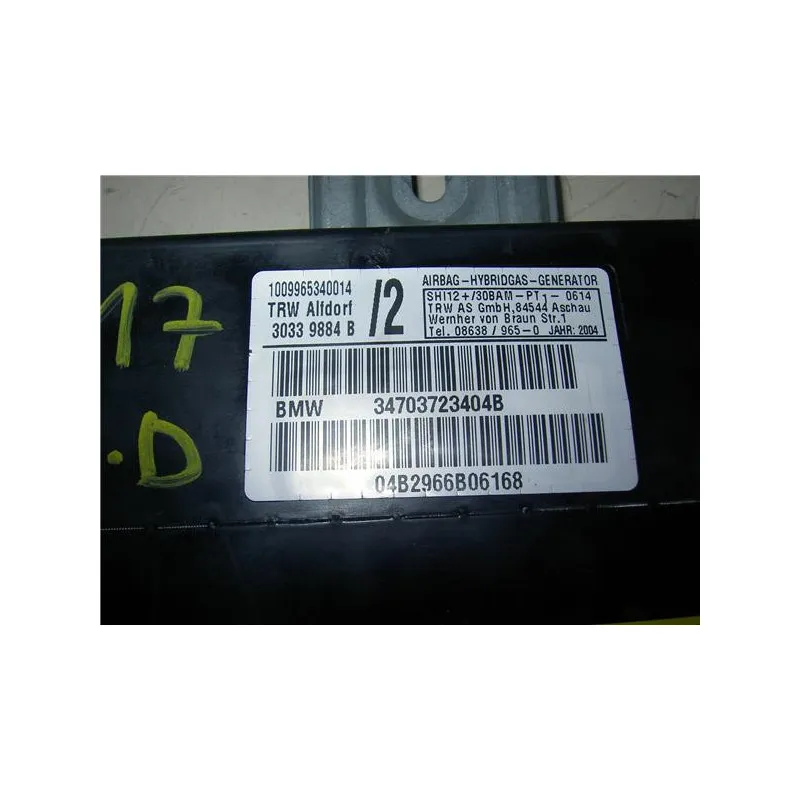 17
.D
1009965340014
TRW Alfdorf
3033 9884 B
/2
AIRBAG-HYBRIDGAS-GENERATOR
SHI12+/30BAM-PT1-0614
TRW AS GmbH,84544 Aschau
Wernher von Braun Str.1
Tel. 08638 / 965-0 JAHR: 2004
BMW 34703723404B
04B2966B06168